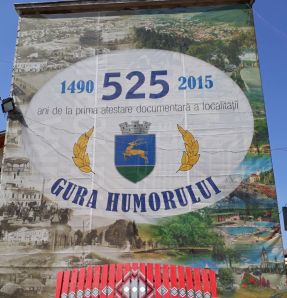 1490 525 2015
ani de la prima atestare documentară a localității
GURA HUMORULUI